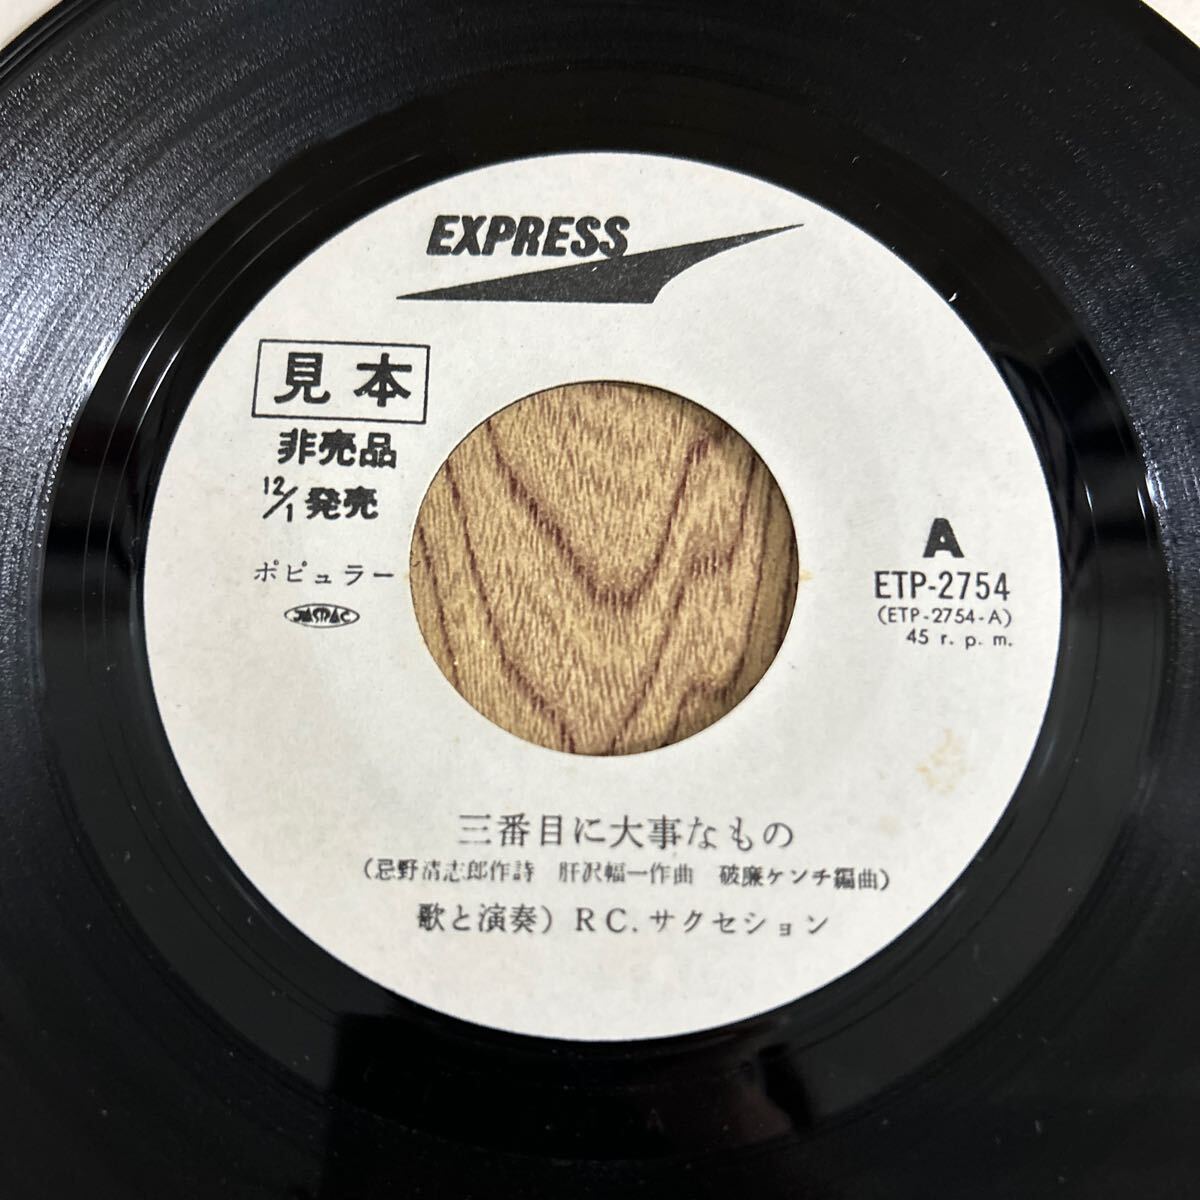 EXPRESS
見本
非売品
12/1 発売
ポピュラー
JASRAC
A
ETP-2754
(ETP-2754-A)
45 r.p.m.
三番目に大事なもの
(忌野清志郎作詩 肝沢幅一作曲 破廉ケンチ編曲)
歌と演奏) RC.サクセション